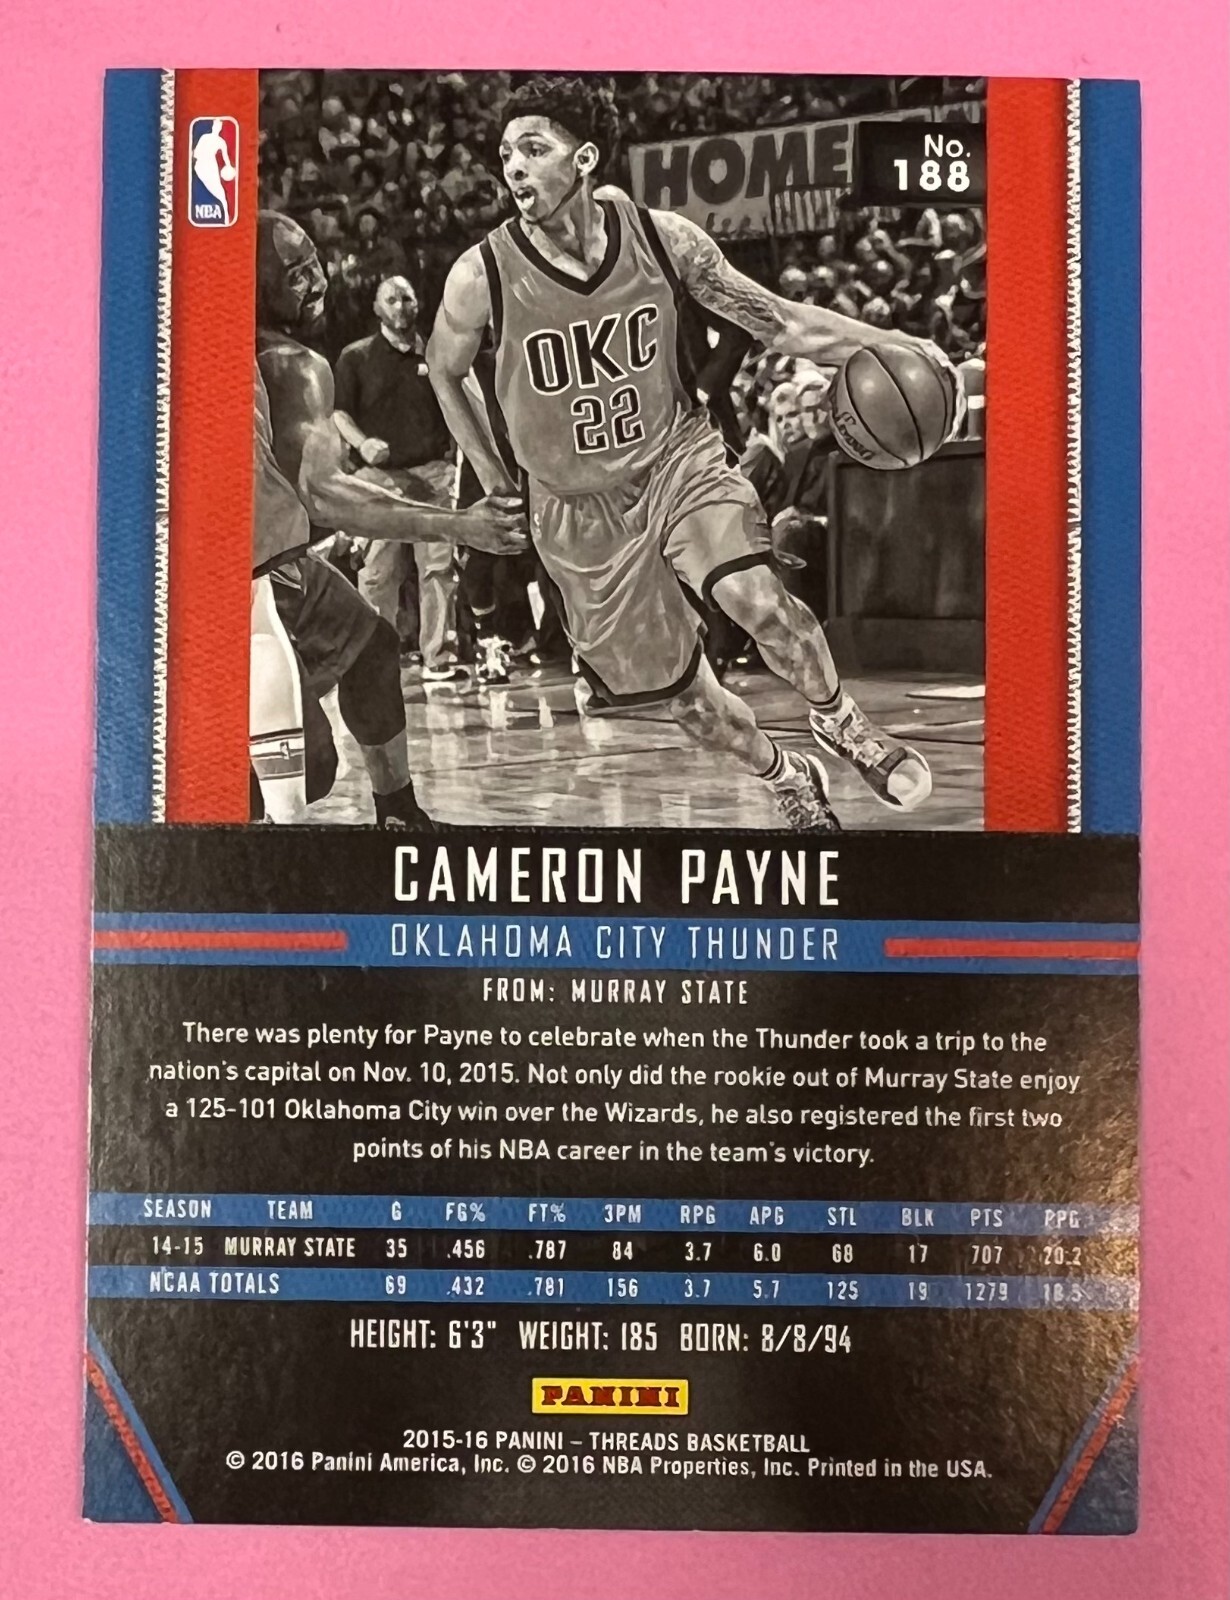 NBA
HOME
No.
188
OKC
22
CAMERON PAYNE
OKLAHOMA CITY THUNDER
FROM: MURRAY STATE
There was plenty for Payne to celebrate when the Thunder took a trip to the
nation's capital on Nov. 10, 2015. Not only did the rookie out of Murray State enjoy
a 125-101 Oklahoma City win over the Wizards, he also registered the first two
points of his NBA career in the team's victory.
SEASON TEAM G FG% FT% 3PM RPG APG STL BLK PTS PPG
14-15 MURRAY STATE 35 .456 .787 84 3.7 6.0 68 17 707 20.2
NCAA TOTALS 69 .432 .781 156 3.7 5.7 125 19 1279 18.5
HEIGHT: 6'3" WEIGHT: 185 BORN: 8/8/94
PANINI
2015-16 PANINI – THREADS BASKETBALL
© 2016 Panini America, Inc. © 2016 NBA Properties, Inc. Printed in the USA.